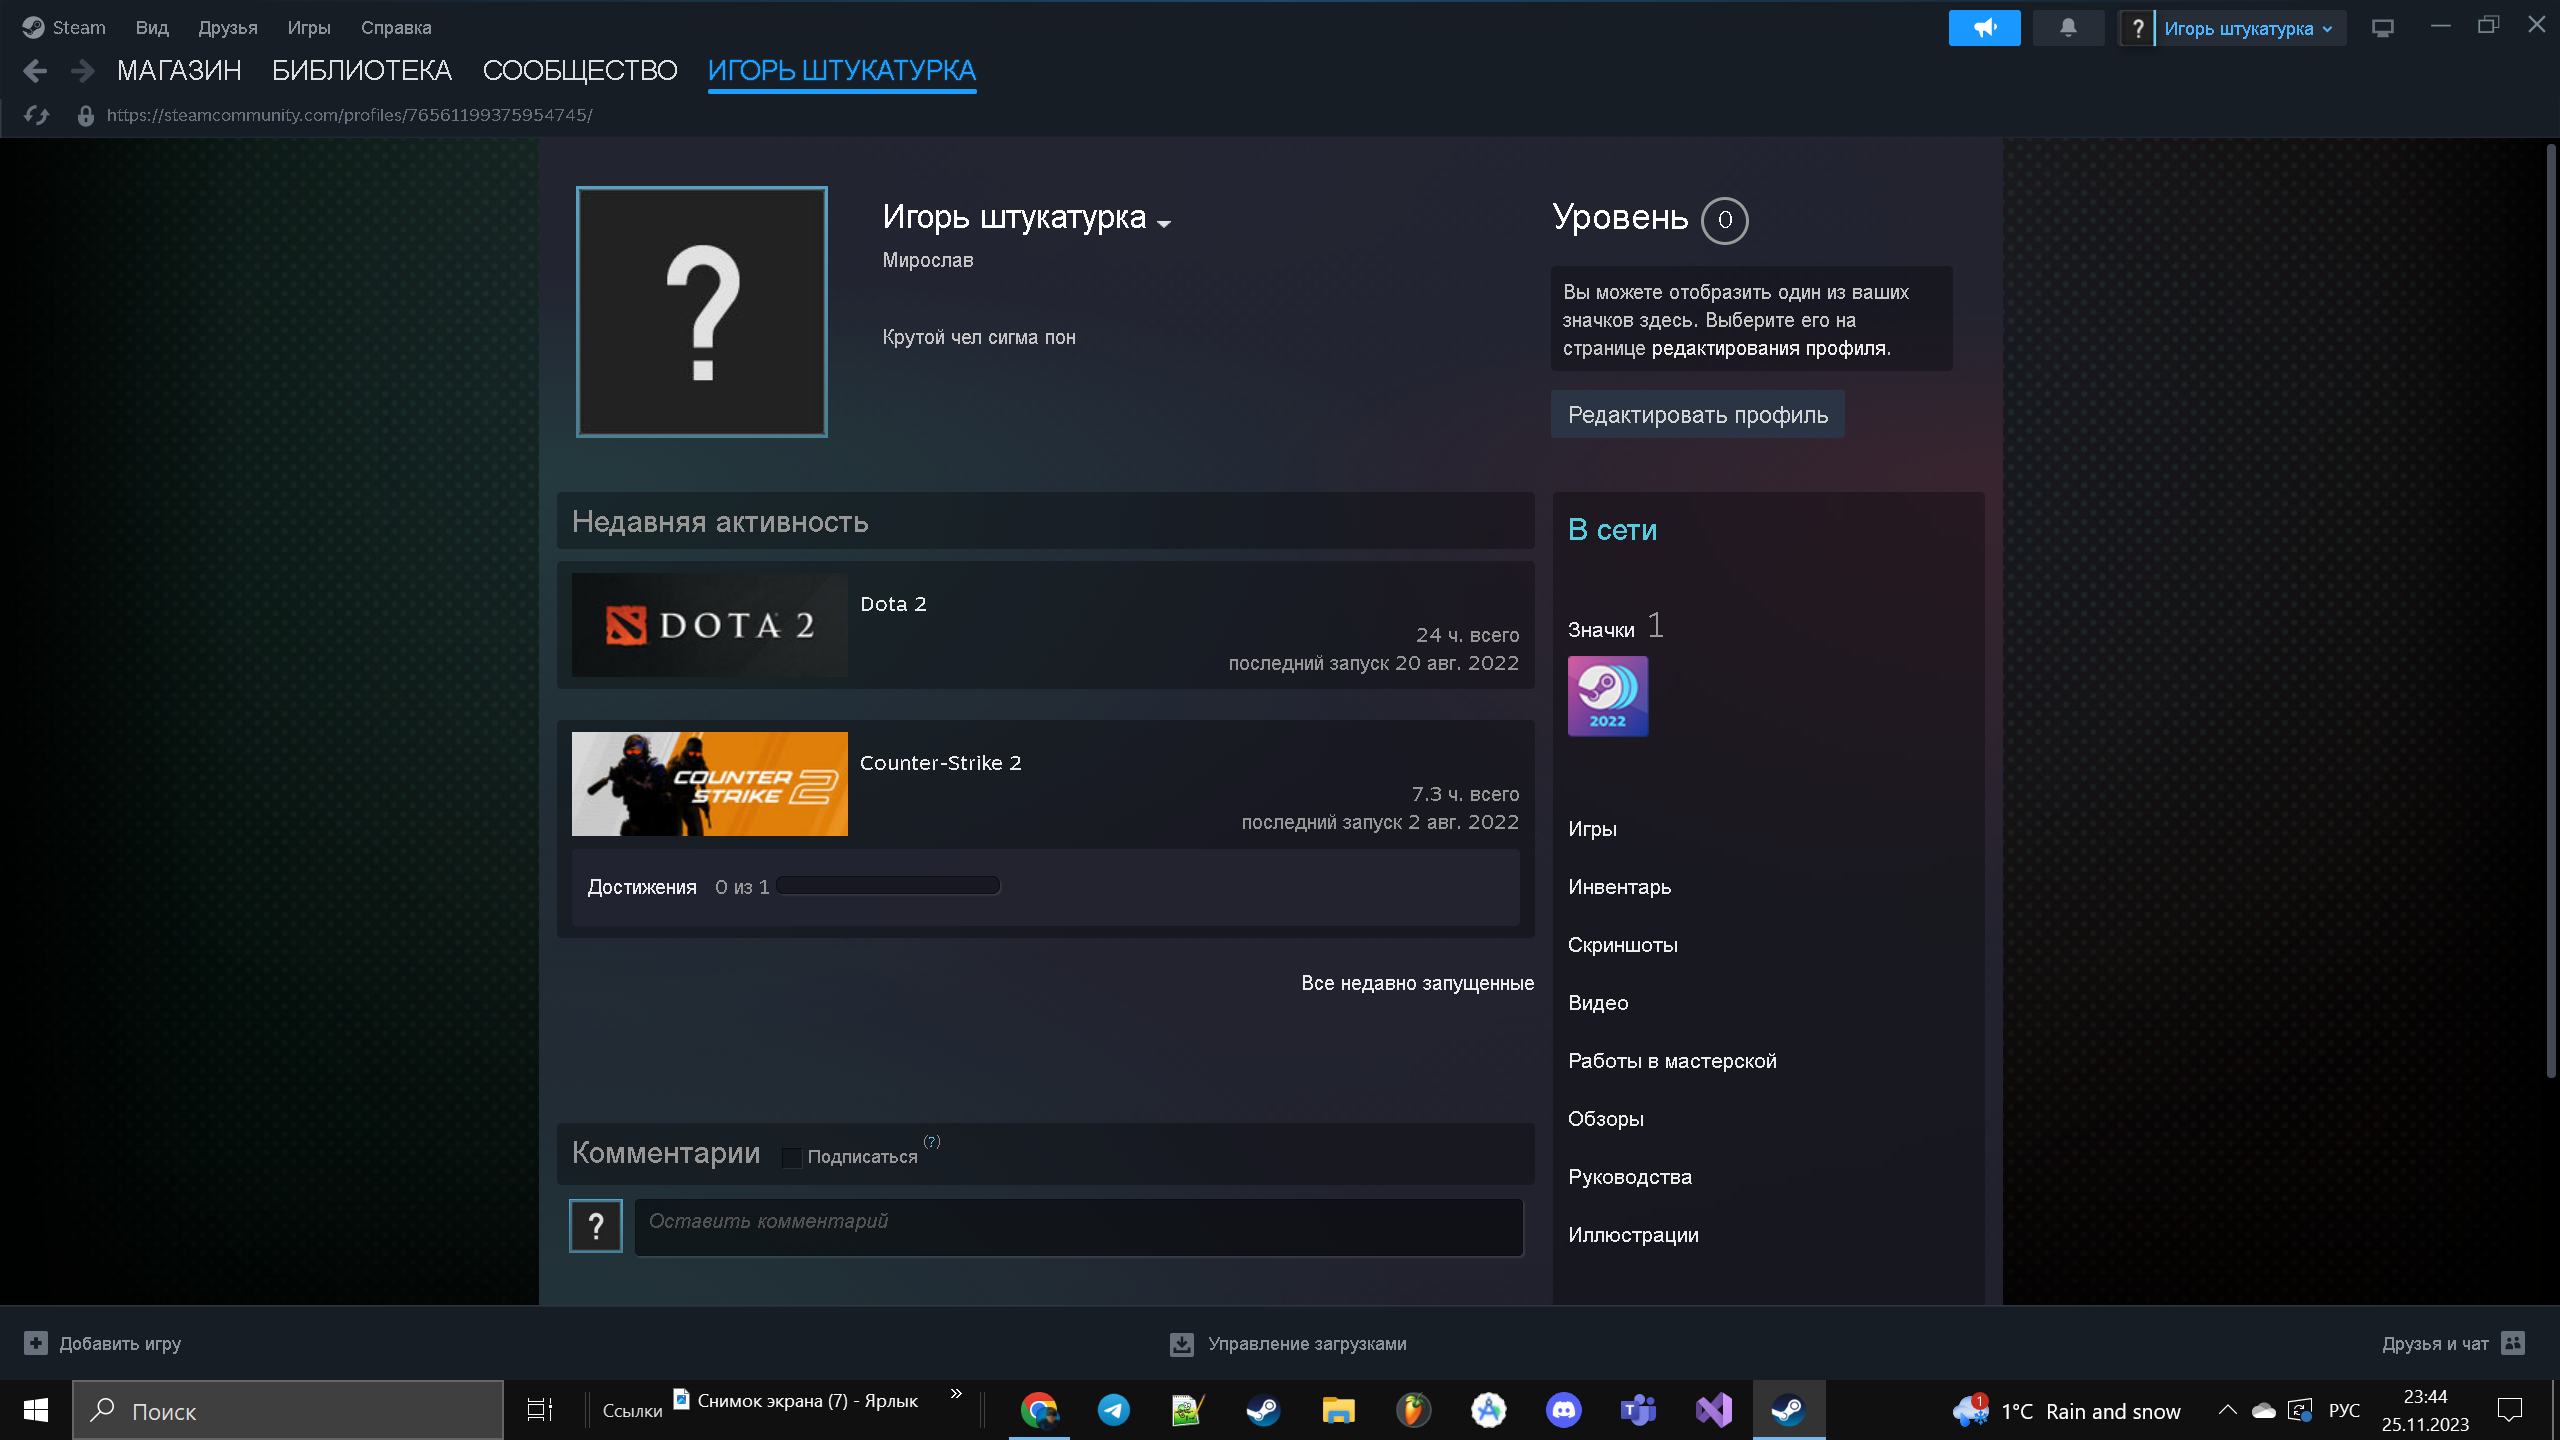 Steam Вид Друзья Игры Справка
? Игорь штукатурка
МАГАЗИН БИБЛИОТЕКА СООБЩЕСТВО ИГОРЬ ШТУКАТУРКА
https://steamcommunity.com/profiles/76561199375954745/
?
Игорь штукатурка
Мирослав
Крутой чел сигма пон
Уровень 0
Вы можете отобразить один из ваших
значков здесь. Выберите его на
странице редактирования профиля.
Редактировать профиль
Недавняя активность
DOTA 2
Dota 2
24 ч. всего
последний запуск 20 авг. 2022
COUNTER
STRIKE 2
Counter-Strike 2
7.3 ч. всего
последний запуск 2 авг. 2022
Достижения 0 из 1
Все недавно запущенные
Комментарии Подписаться (?)
?
Оставить комментарий
В сети
Значки 1
2022
Игры
Инвентарь
Скриншоты
Видео
Работы в мастерской
Обзоры
Руководства
Иллюстрации
Добавить игру
Управление загрузками
Друзья и чат
Поиск
Ссылки
Снимок экрана (7) - Ярлык
»
1
1°C Rain and snow
РУС
23:44
25.11.2023